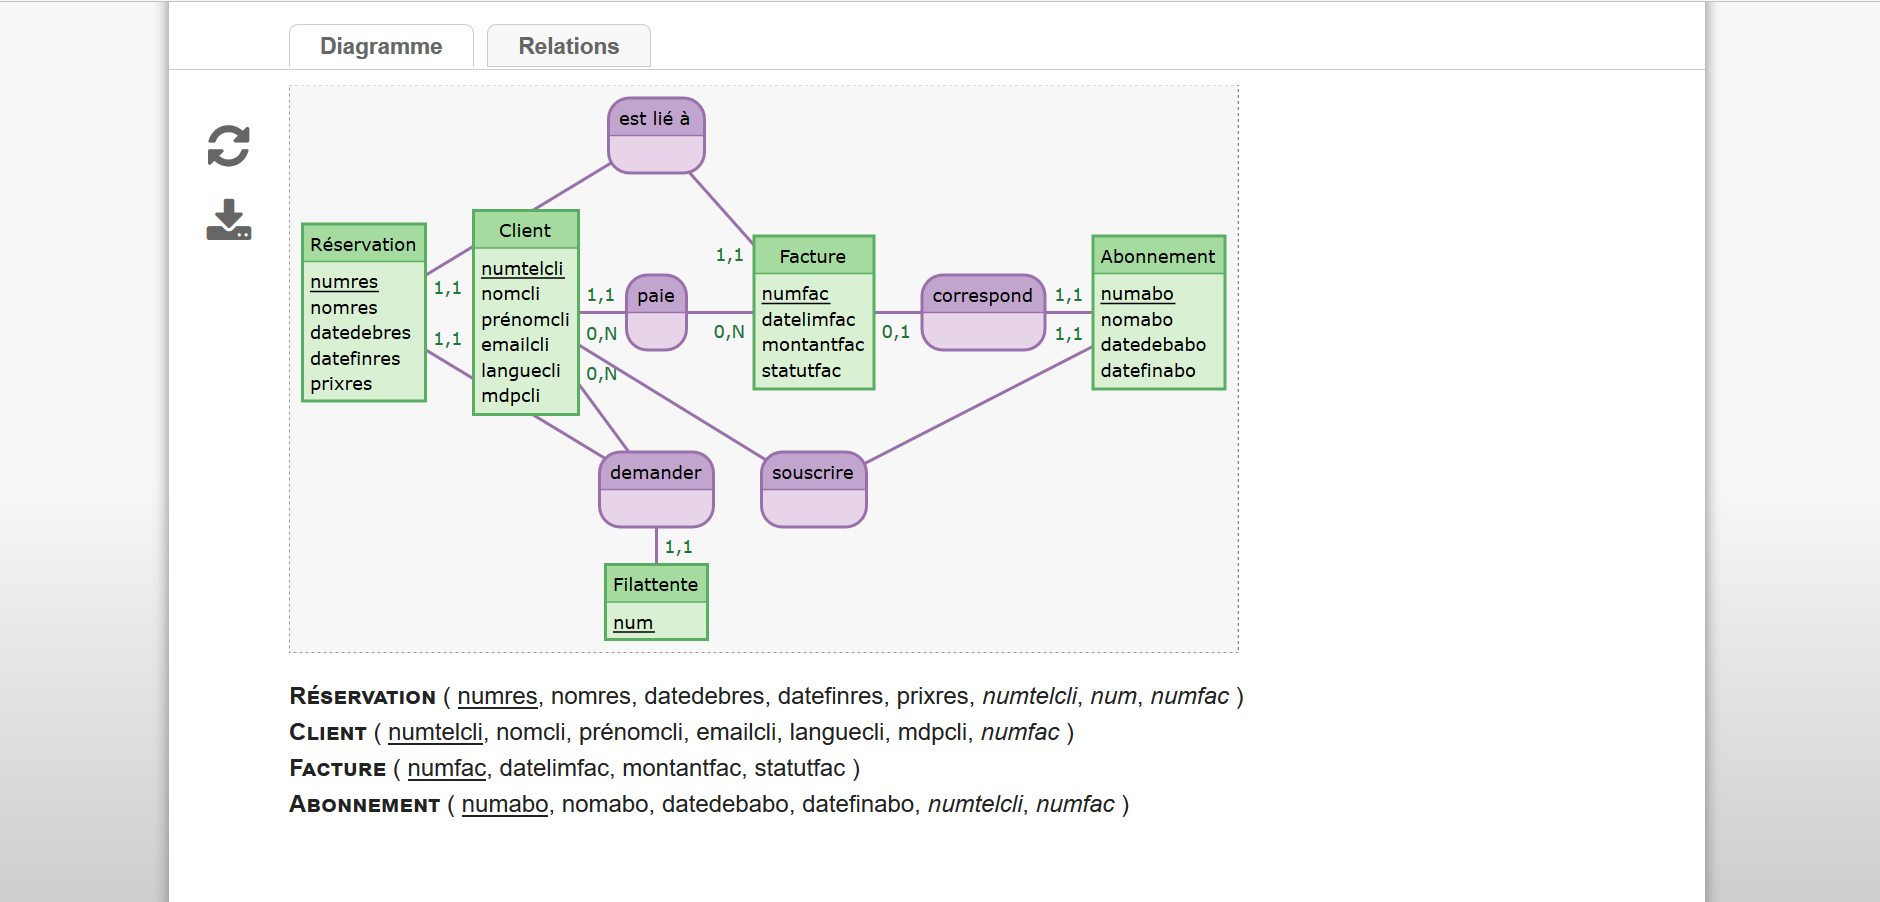 Diagramme
Relations
est lié à
Réservation
numres
nomres
datedebres
datefinres
prixres
1,1
1,1
Client
numtelcli
nomcli
prénomcli
emailcli
languecli
mdpcli
1,1
0,N
0,N
paie
1,1
0,N
Facture
numfac
datelimfac
montantfac
statutfac
0,1
correspond
1,1
1,1
Abonnement
numabo
nomabo
datedebabo
datefinabo
demander
souscrire
1,1
Filattente
num
RÉSERVATION ( numres, nomres, datedebres, datefinres, prixres, numtelcli, num, numfac )
CLIENT ( numtelcli, nomcli, prénomcli, emailcli, languecli, mdpcli, numfac )
FACTURE ( numfac, datelimfac, montantfac, statutfac )
ABONNEMENT ( numabo, nomabo, datedebabo, datefinabo, numtelcli, numfac )